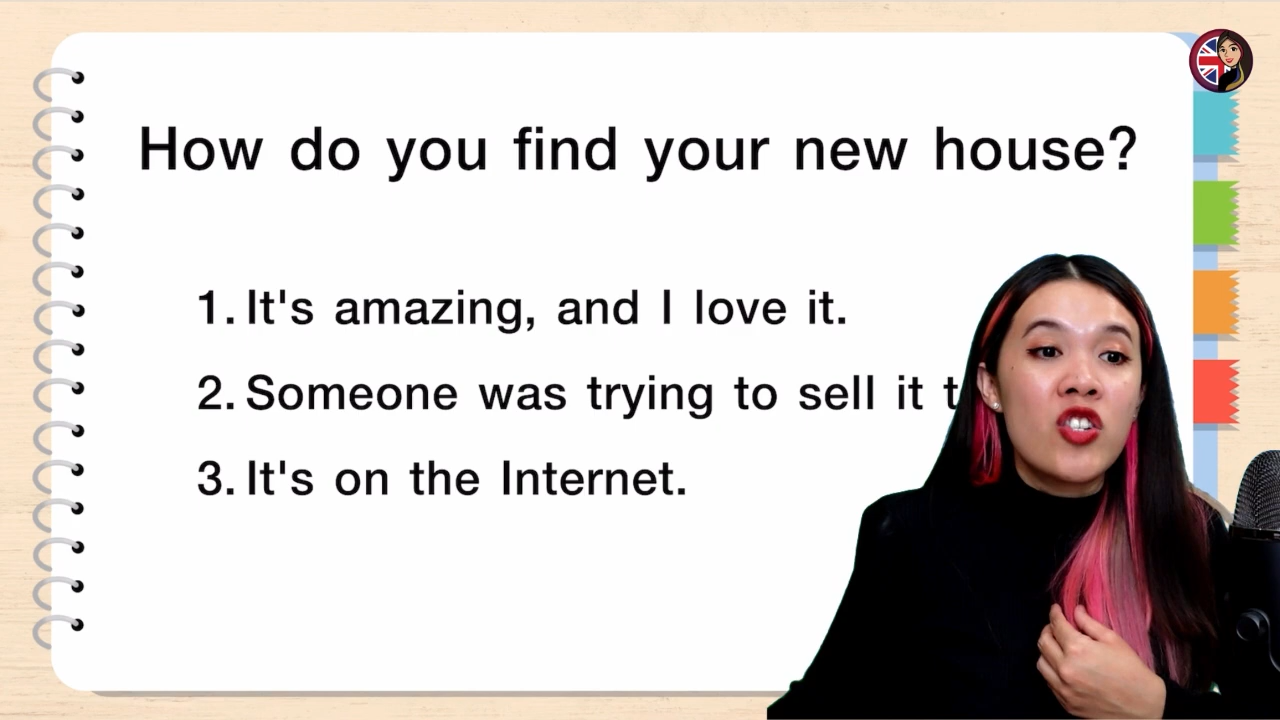 How do you find your new house?
1. It's amazing, and I love it.
2. Someone was trying to sell it
3. It's on the Internet.